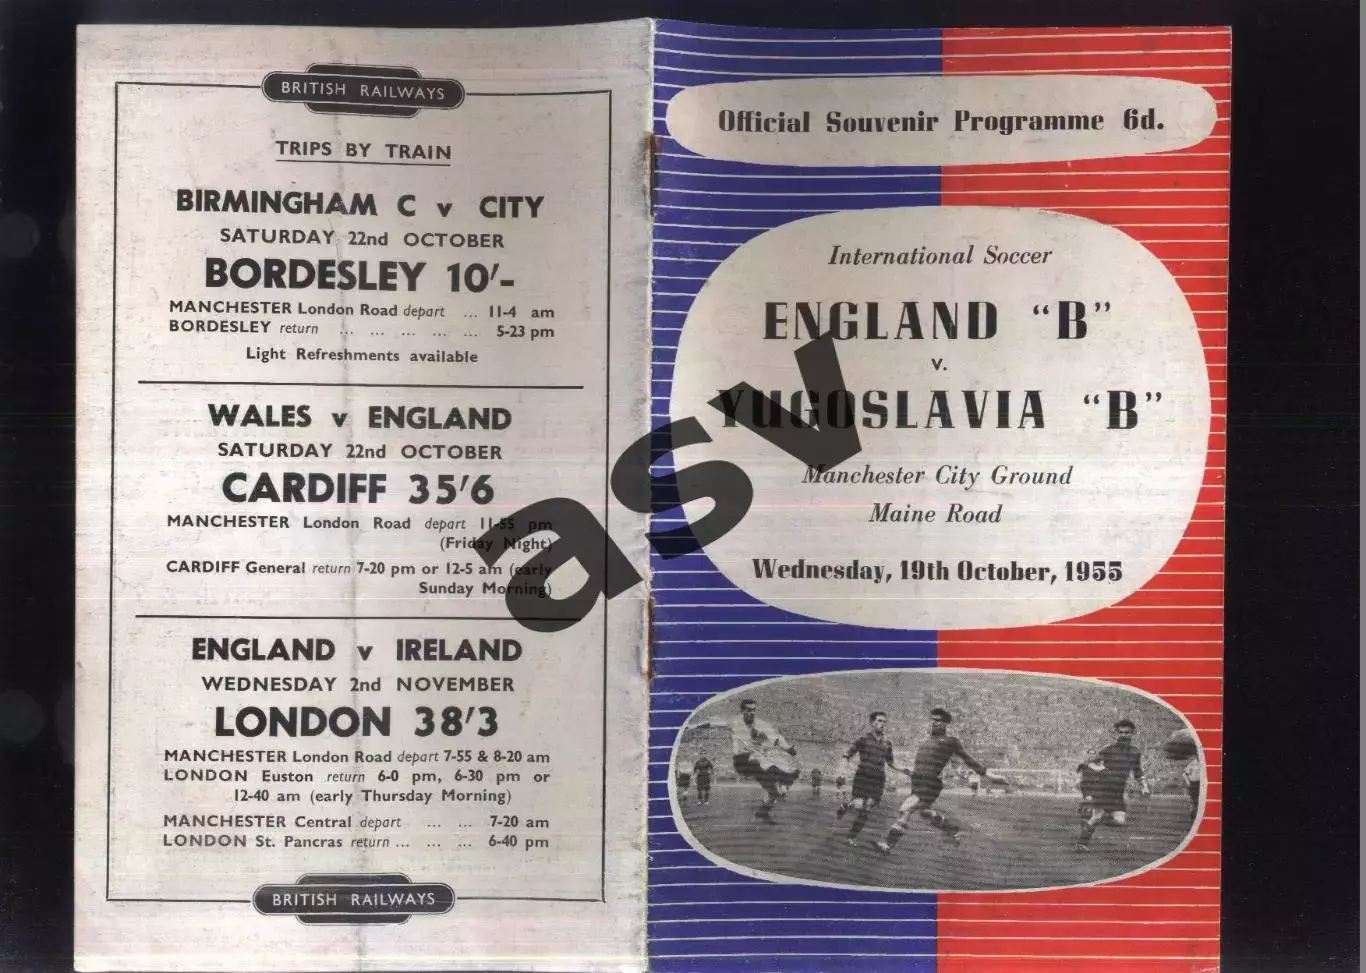 BRITISH RAILWAYS
TRIPS BY TRAIN
BIRMINGHAM C v CITY
SATURDAY 22nd OCTOBER
BORDESLEY 10'-
MANCHESTER London Road depart ... 11-4 am
BORDESLEY return ... ... ... ... ... 5-23 pm
Light Refreshments available
WALES v ENGLAND
SATURDAY 22nd OCTOBER
CARDIFF 35'6
MANCHESTER London Road depart 11-55 pm
(Friday Night)
CARDIFF General return 7-20 pm or 12-5 am (early
Sunday Morning)
ENGLAND v IRELAND
WEDNESDAY 2nd NOVEMBER
LONDON 38'3
MANCHESTER London Road depart 7-55 & 8-20 am
LONDON Euston return 6-0 pm, 6-30 pm or
12-40 am (early Thursday Morning)
MANCHESTER Central depart ... ... 7-20 am
LONDON St. Pancras return ... ... ... 6-40 pm
BRITISH RAILWAYS
Official Souvenir Programme 6d.
International Soccer
ENGLAND "B"
v.
YUGOSLAVIA "B"
Manchester City Ground
Maine Road
Wednesday, 19th October, 1955
asv